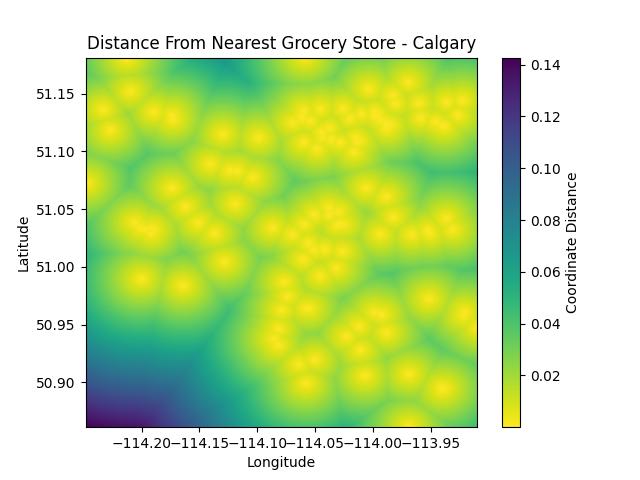 Distance From Nearest Grocery Store - Calgary
51.15
51.10
51.05
51.00
50.95
50.90
Latitude
−114.20 −114.15 −114.10 −114.05 −114.00 −113.95
Longitude
0.14
0.12
0.10
0.08
0.06
0.04
0.02
Coordinate Distance